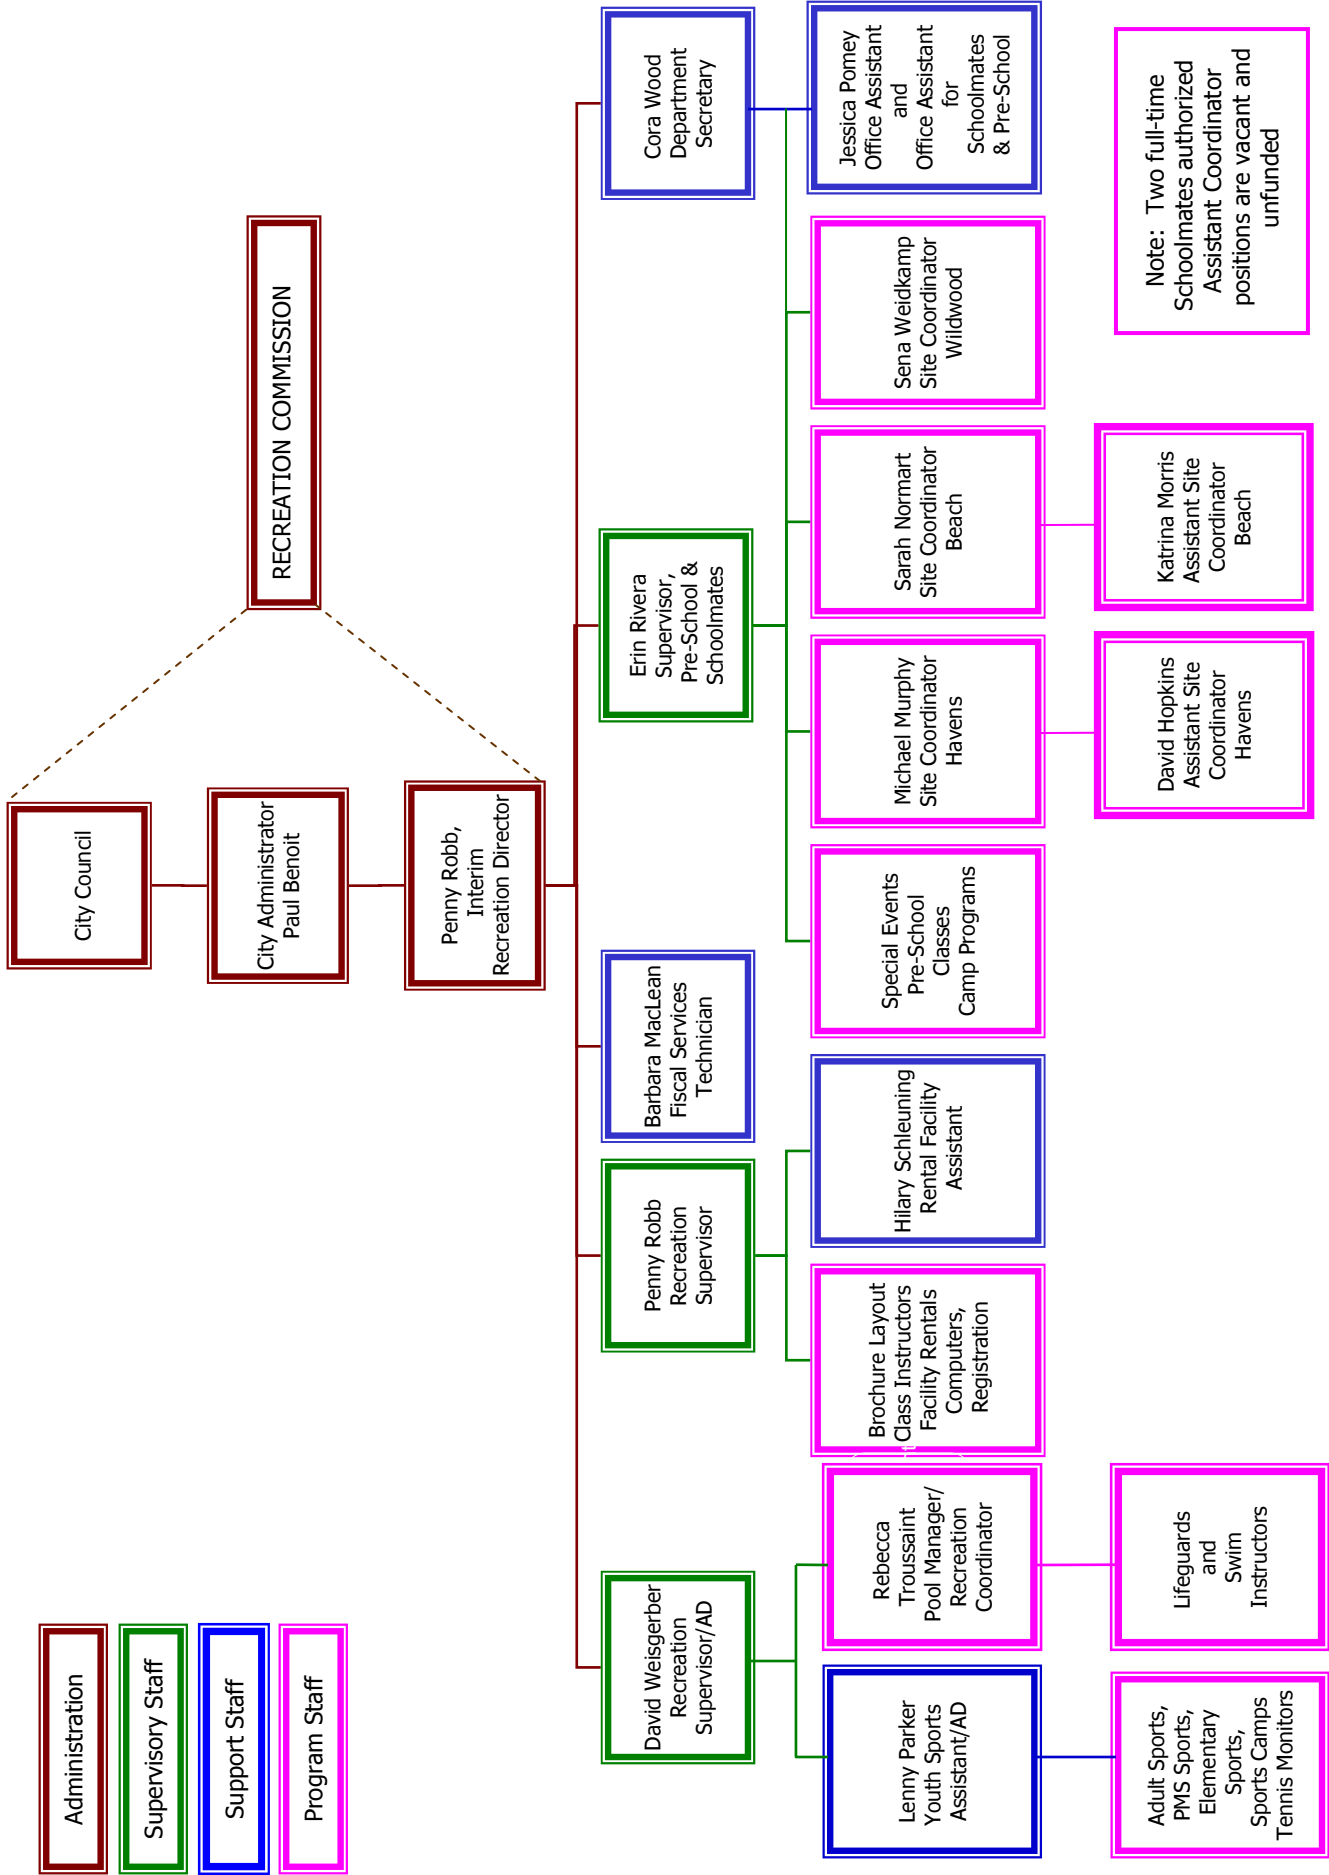 City Council
RECREATION COMMISSION
City Administrator
Paul Benoit
Penny Robb,
Interim
Recreation Director
Administration
Supervisory Staff
Support Staff
Program Staff
David Weisgerber
Recreation
Supervisor/AD
Penny Robb
Recreation
Supervisor
Barbara MacLean
Fiscal Services
Technician
Erin Rivera
Supervisor,
Pre-School &
Schoolmates
Cora Wood
Department
Secretary
Lenny Parker
Youth Sports
Assistant/AD
Rebecca
Troussaint
Pool Manager/
Recreation
Coordinator
Brochure Layout
Class Instructors
Facility Rentals
Computers,
Registration
Hilary Schleuning
Rental Facility
Assistant
Special Events
Pre-School
Classes
Camp Programs
Michael Murphy
Site Coordinator
Havens
Sarah Normart
Site Coordinator
Beach
Sena Weidkamp
Site Coordinator
Wildwood
Jessica Pomey
Office Assistant
and
Office Assistant
for
Schoolmates
& Pre-School
Adult Sports,
PMS Sports,
Elementary
Sports,
Sports Camps
Tennis Monitors
Lifeguards
and
Swim
Instructors
David Hopkins
Assistant Site
Coordinator
Havens
Katrina Morris
Assistant Site
Coordinator
Beach
Note:  Two full-time
Schoolmates authorized
Assistant Coordinator
positions are vacant and
unfunded